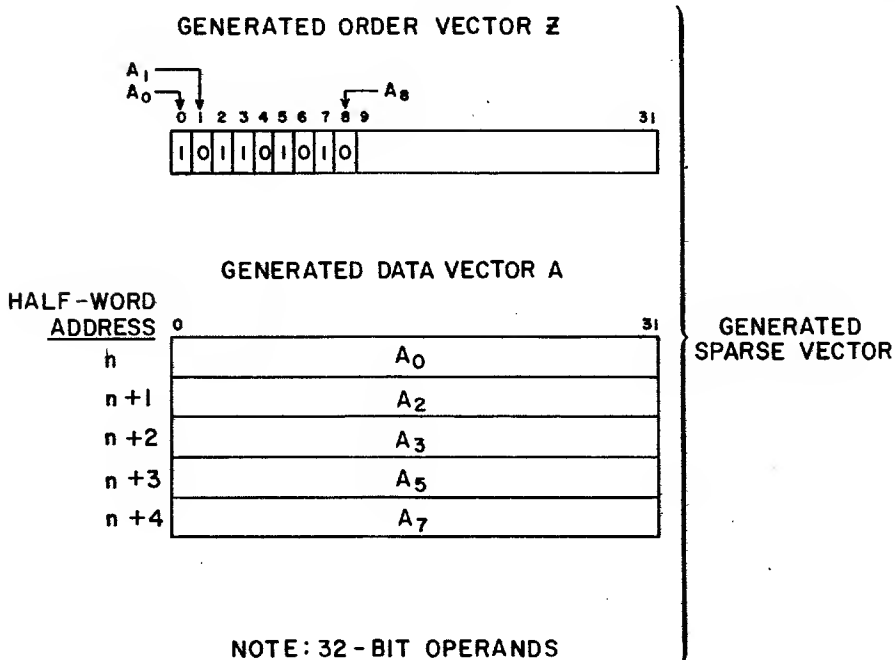 GENERATED ORDER VECTOR Z
A1
A0
A8
0 1 2 3 4 5 6 7 8 9 31
1 0 1 1 0 1 0 1 0
GENERATED DATA VECTOR A
HALF-WORD
ADDRESS
0 31
h A0
n+1 A2
n+2 A3
n+3 A5
n+4 A7
GENERATED
SPARSE VECTOR
NOTE: 32-BIT OPERANDS